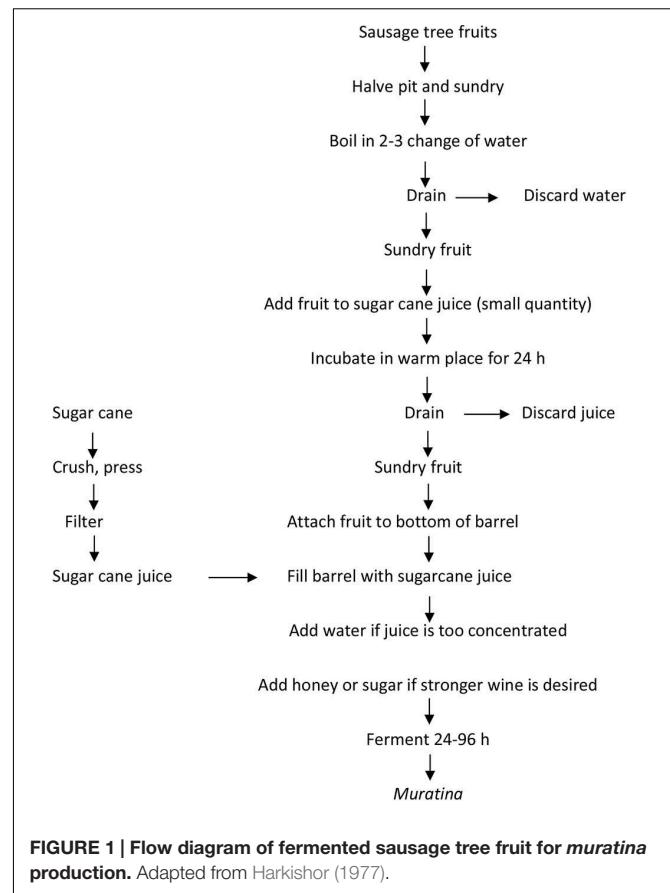 Sausage tree fruits
Halve pit and sundry
Boil in 2-3 change of water
Drain
Discard water
Sundry fruit
Add fruit to sugar cane juice (small quantity)
Incubate in warm place for 24 h
Drain
Discard juice
Sundry fruit
Attach fruit to bottom of barrel
Sugar cane
Crush, press
Filter
Sugar cane juice
Fill barrel with sugarcane juice
Add water if juice is too concentrated
Add honey or sugar if stronger wine is desired
Ferment 24-96 h
Muratina
FIGURE 1 | Flow diagram of fermented sausage tree fruit for muratina
production. Adapted from Harkishor (1977).